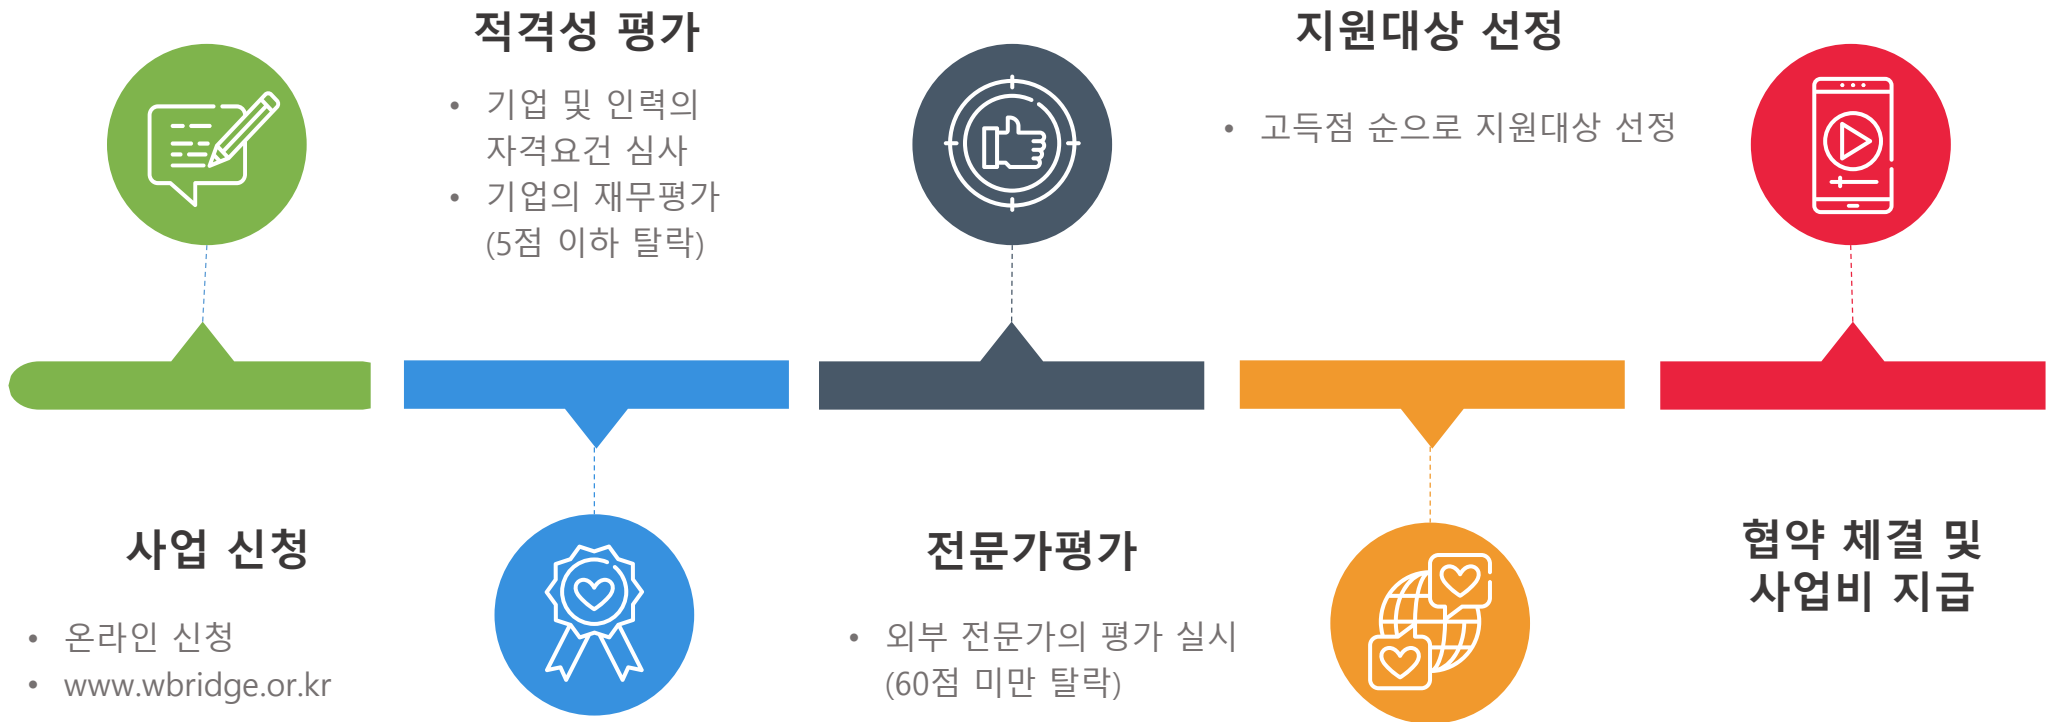 사업 신청
• 온라인 신청
• www.wbridge.or.kr
적격성 평가
• 기업 및 인력의
자격요건 심사
• 기업의 재무평가
(5점 이하 탈락)
전문가평가
• 외부 전문가의 평가 실시
(60점 미만 탈락)
지원대상 선정
• 고득점 순으로 지원대상 선정
협약 체결 및
사업비 지급